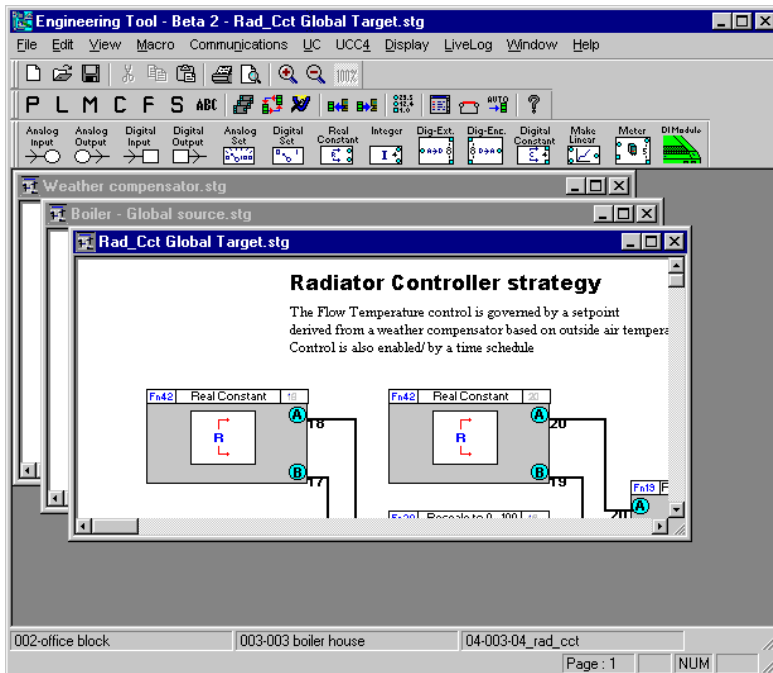 Engineering Tool - Beta 2 - Rad_Cct Global Target.stg
File Edit View Macro Communications UC UCC4 Display LiveLog Window Help
100%
P L M C F S ABC AUTO ?
Analog Input Analog Output Digital Input Digital Output Analog Set Digital Set Real Constant Integer Dig-Ext. Dig-Enc. Digital Constant Make Linear Meter DI Module
Weather compensator.stg
Boiler - Global source.stg
Rad_Cct Global Target.stg
Radiator Controller strategy
The Flow Temperature control is governed by a setpoint
derived from a weather compensator based on outside air tempera
Control is also enabled/ by a time schedule
Fn42 Real Constant 18 Fn42 Real Constant 20
A 18 A 20
R R
B 17 B 19
Fn19
A
20
002-office block 003-003 boiler house 04-003-04_rad_cct
Page : 1 NUM